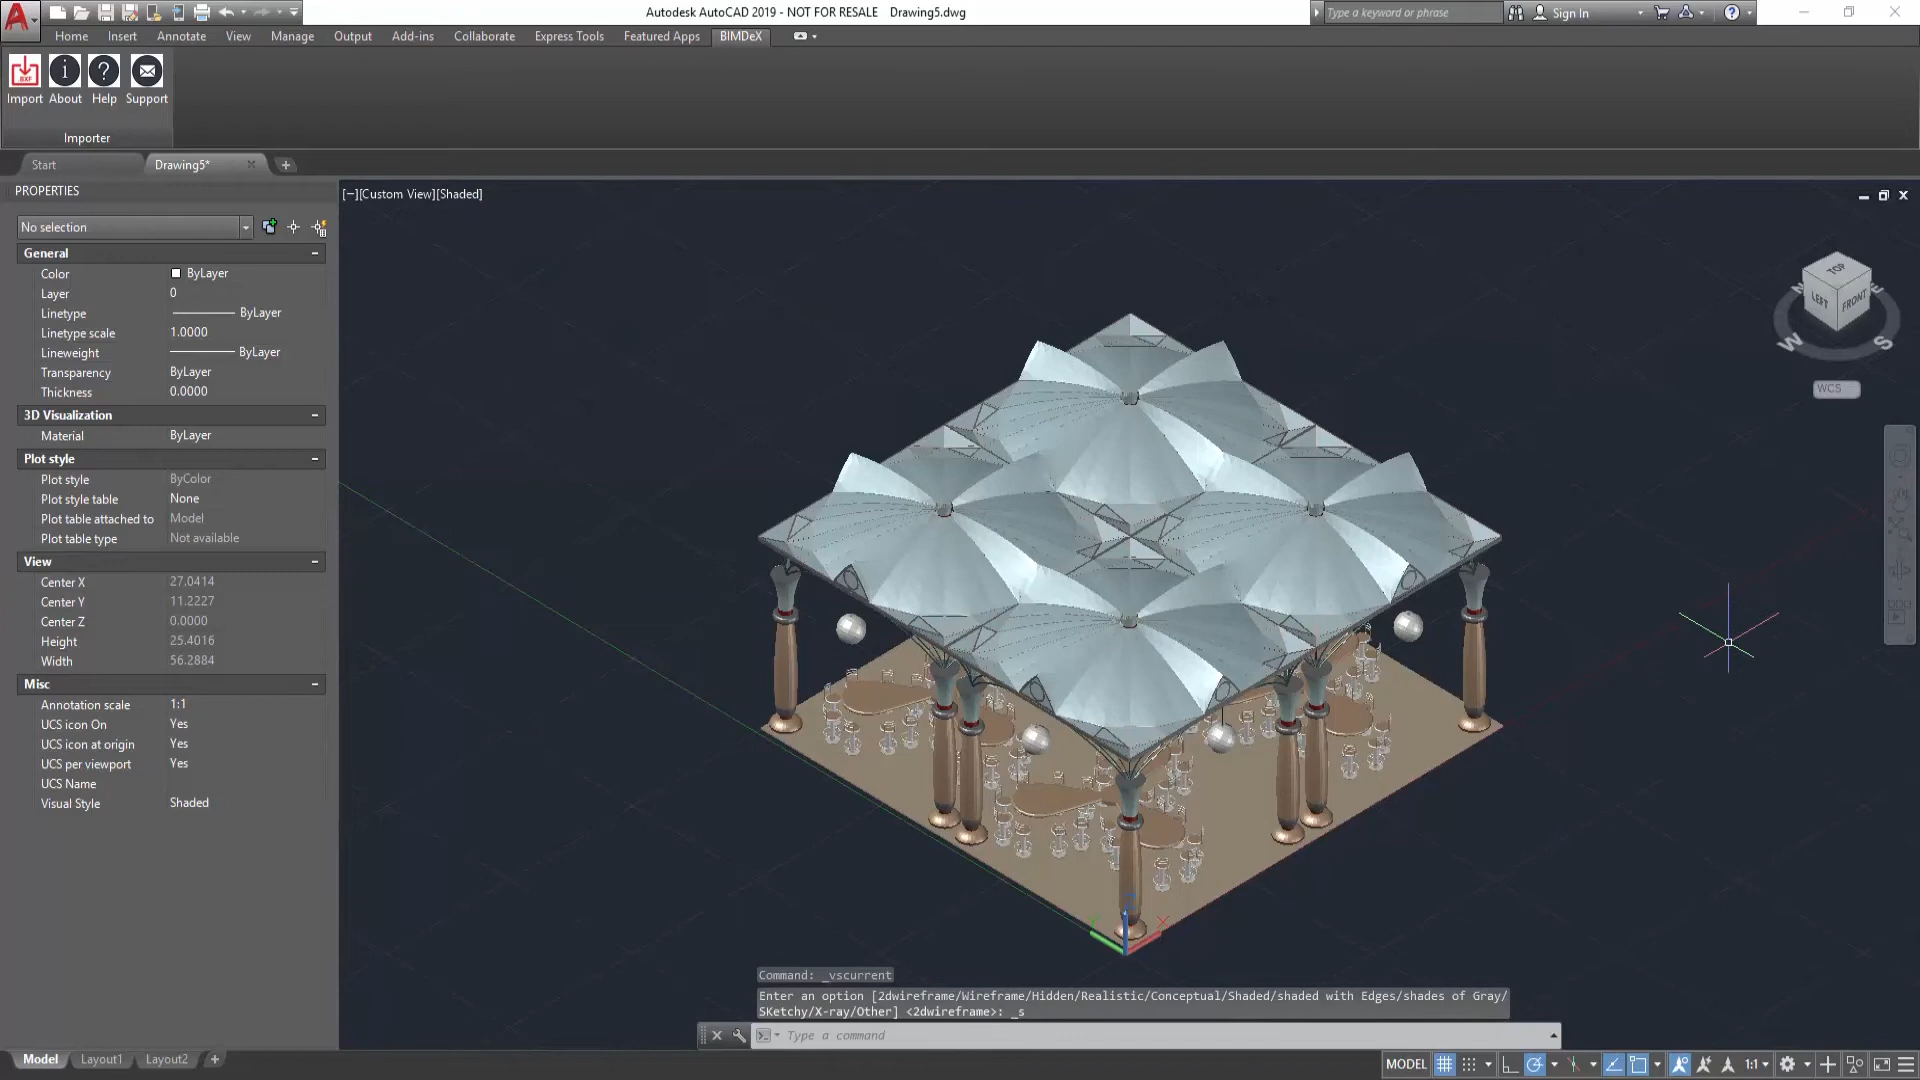 Autodesk AutoCAD 2019 - NOT FOR RESALE Drawing5.dwg
Type a keyword or phrase
Sign In
Home Insert Annotate View Manage Output Add-ins Collaborate Express Tools Featured Apps BIMDeX
Import About Help Support
Importer
Start Drawing5*
PROPERTIES
[−][Custom View][Shaded]
No selection
General
Color ByLayer
Layer 0
Linetype ByLayer
Linetype scale 1.0000
Lineweight ByLayer
Transparency ByLayer
Thickness 0.0000
3D Visualization
Material ByLayer
Plot style
Plot style ByColor
Plot style table None
Plot table attached to Model
Plot table type Not available
View
Center X 27.0414
Center Y 11.2227
Center Z 0.0000
Height 25.4016
Width 56.2884
Misc
Annotation scale 1:1
UCS icon On Yes
UCS icon at origin Yes
UCS per viewport Yes
UCS Name
Visual Style Shaded
TOP
LEFT FRONT
N E
W S
WCS
X
Command: _vscurrent
Enter an option [2dwireframe/Wireframe/Hidden/Realistic/Conceptual/Shaded/shaded with Edges/shades of Gray/
SKetchy/X-ray/Other] <2dwireframe>: _s
Type a command
Model Layout1 Layout2
MODEL 1:1